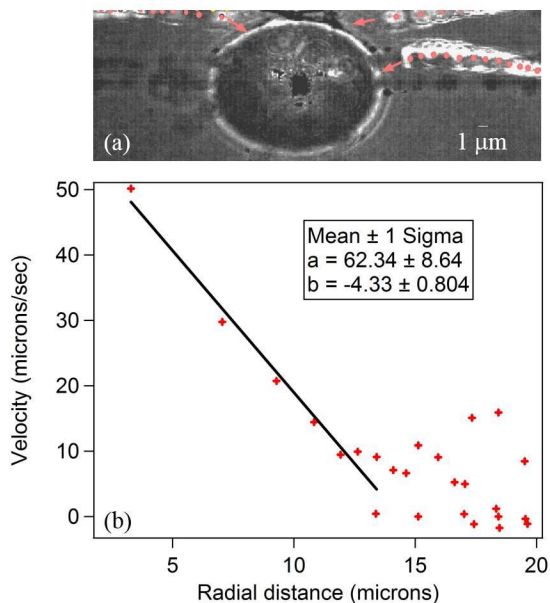 (a)
1 µm
50
40
30
20
10
0
Velocity (microns/sec)
Mean ± 1 Sigma
a = 62.34 ± 8.64
b = -4.33 ± 0.804
(b)
5
10
15
20
Radial distance (microns)